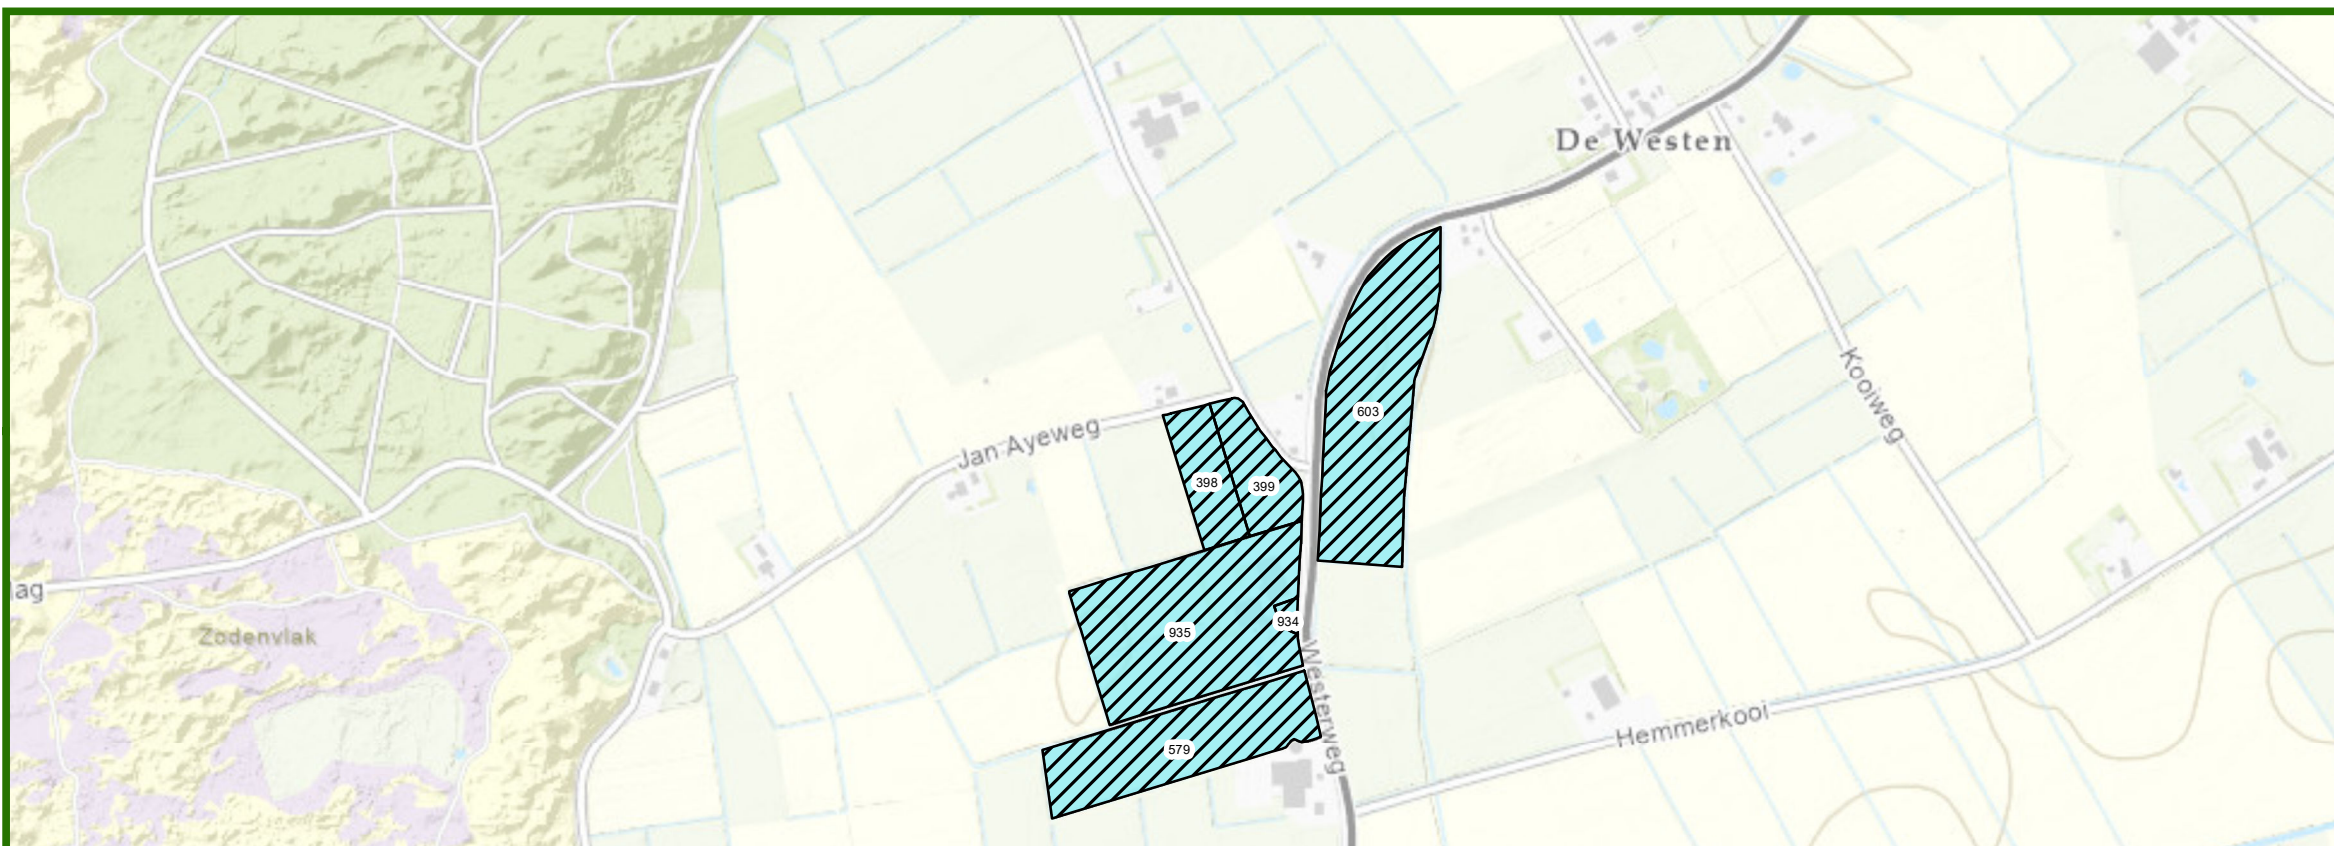 De Westen
Kooiweg
Jan Ayeweg
603
398
399
lag
Zodenvlak
935
934
Westerweg
Hemmerkooi
579